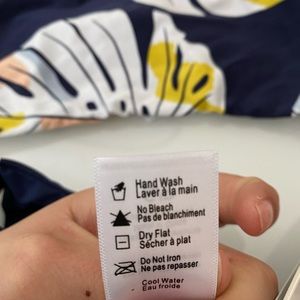 Hand Wash
Laver à la main
No Bleach
Pas de blanchiment
Dry Flat
Sécher à plat
Do Not Iron
Ne pas repasser
Cool Water
Eau froide